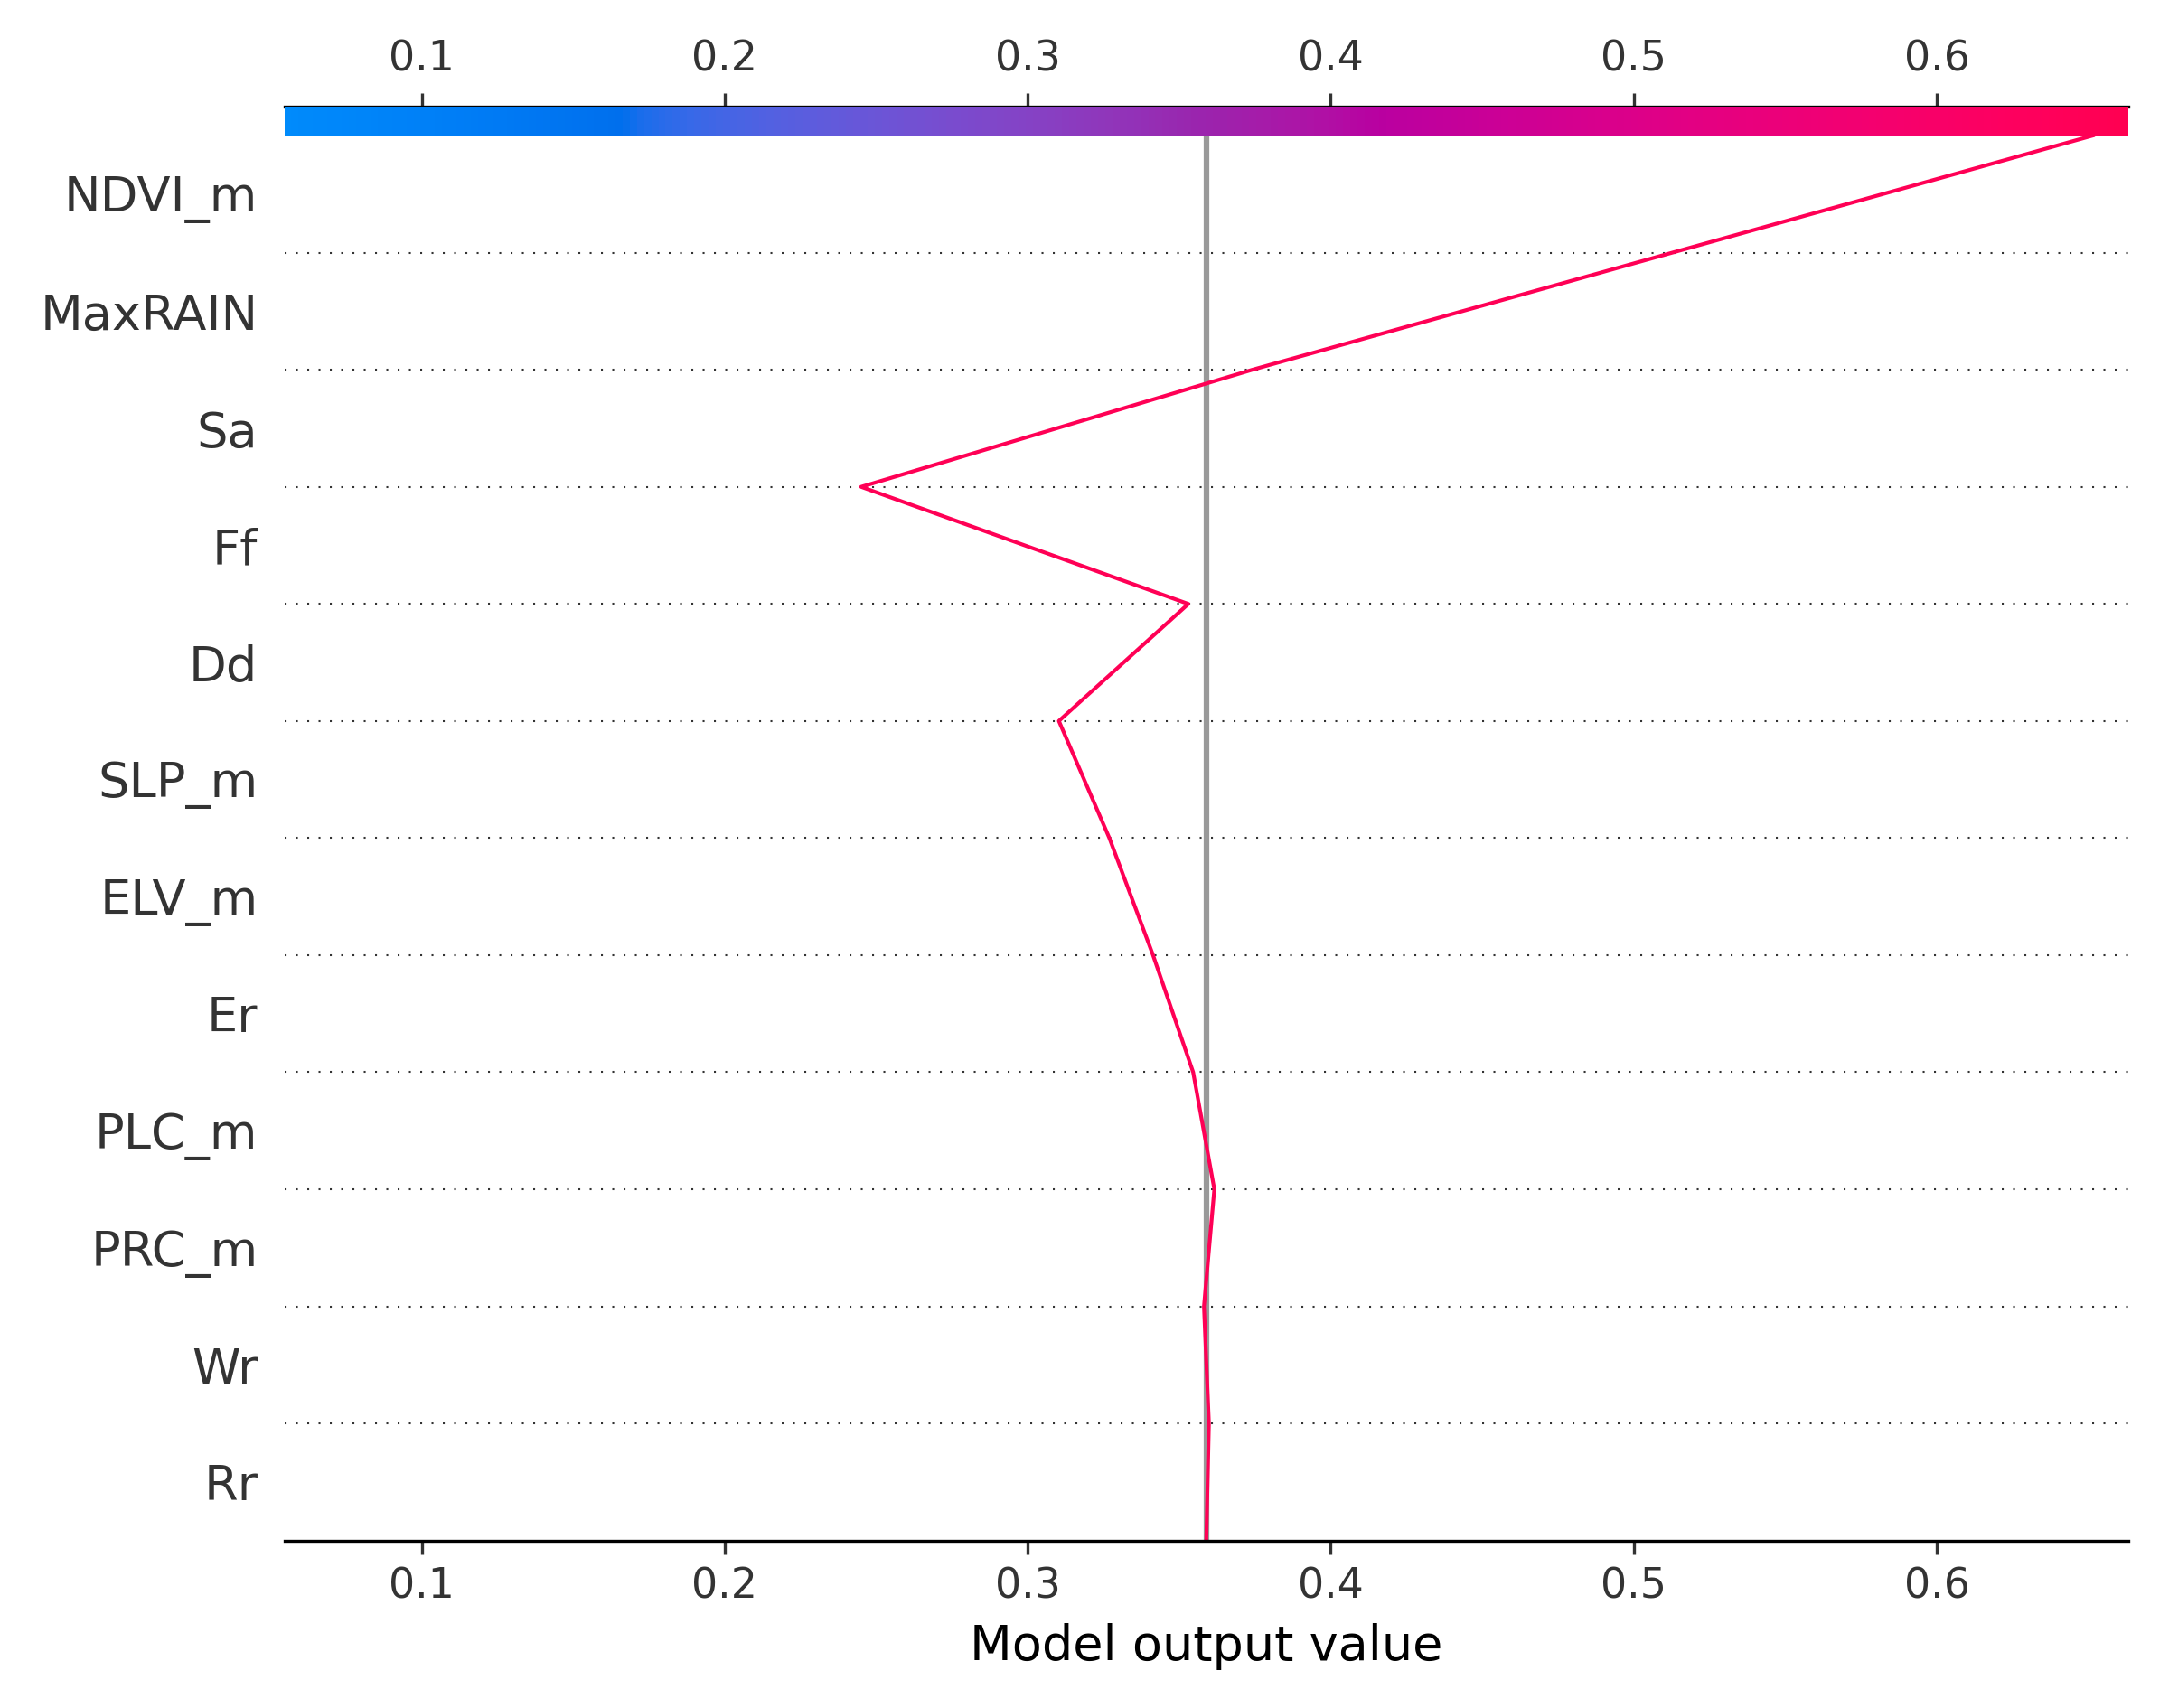 0.1 0.2 0.3 0.4 0.5 0.6
NDVI_m
MaxRAIN
Sa
Ff
Dd
SLP_m
ELV_m
Er
PLC_m
PRC_m
Wr
Rr
0.1 0.2 0.3 0.4 0.5 0.6
Model output value